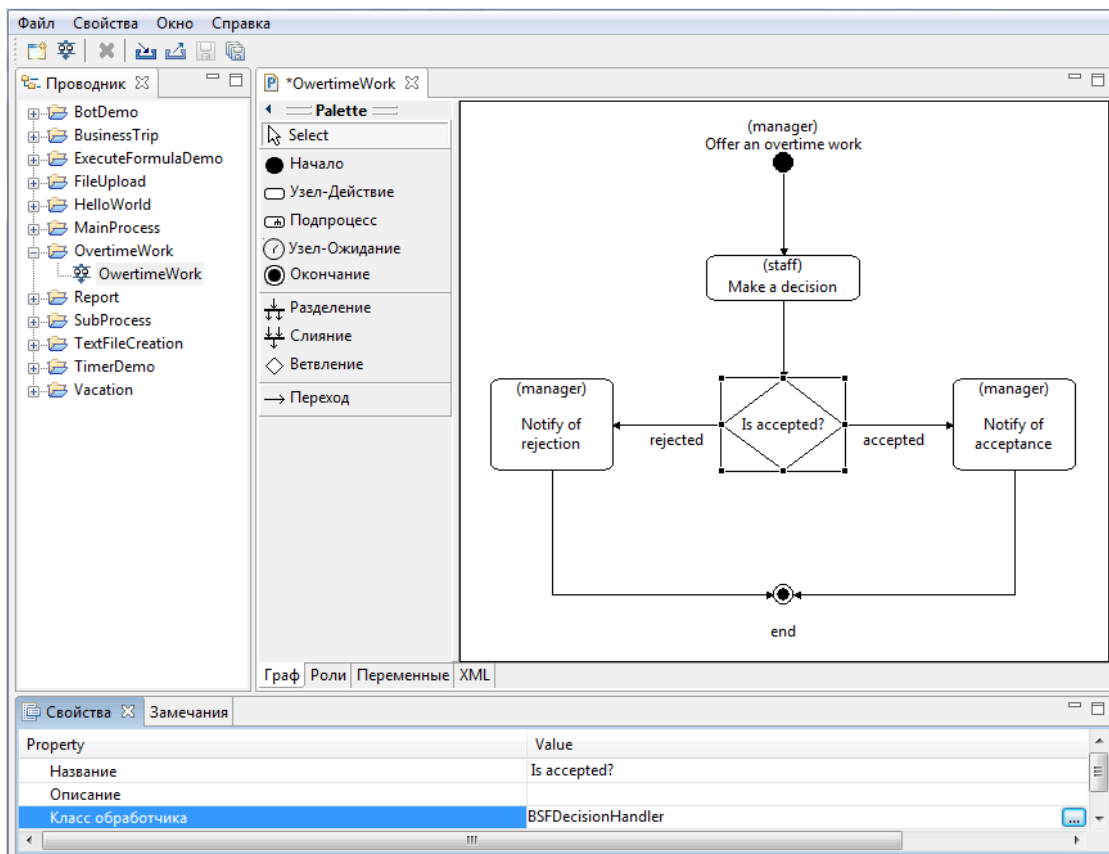 Файл Свойства Окно Справка
Проводник
BotDemo
BusinessTrip
ExecuteFormulaDemo
FileUpload
HelloWorld
MainProcess
OvertimeWork
OwertimeWork
Report
SubProcess
TextFileCreation
TimerDemo
Vacation
*OwertimeWork
Palette
Select
Начало
Узел-Действие
Подпроцесс
Узел-Ожидание
Окончание
Разделение
Слияние
Ветвление
Переход
(manager)
Offer an overtime work
(staff)
Make a decision
(manager)
Notify of
rejection
rejected
Is accepted?
accepted
(manager)
Notify of
acceptance
end
Граф Роли Переменные XML
Свойства Замечания
Property Value
Название Is accepted?
Описание
Класс обработчика BSFDecisionHandler ...